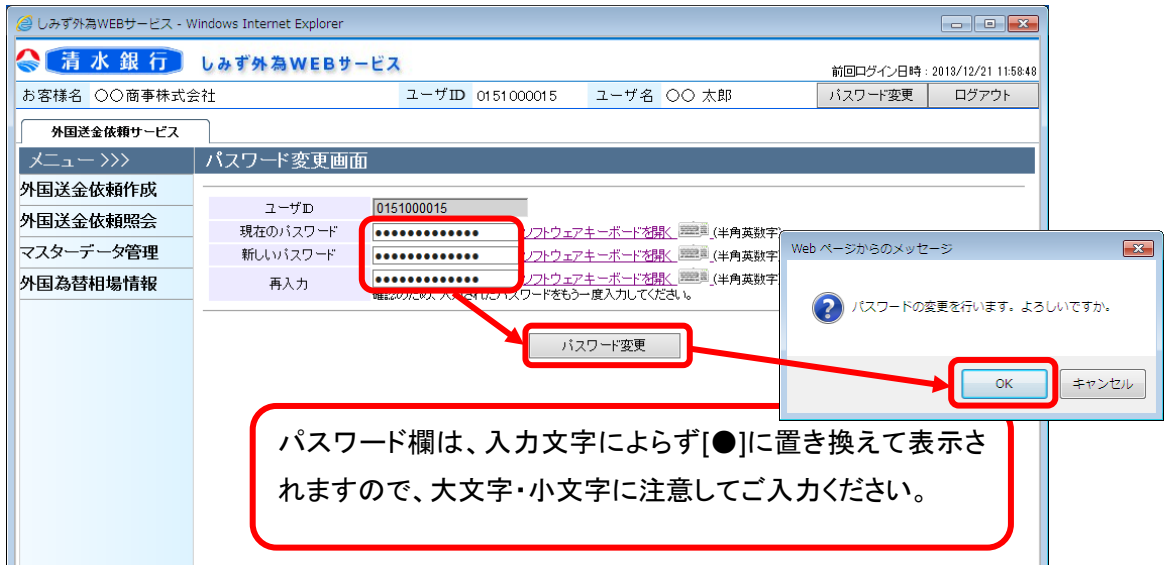 しみず外為WEBサービス - Windows Internet Explorer
清水銀行 しみず外為WEBサービス
前回ログイン日時：2013/12/21 11:58:48
お客様名 〇〇商事株式会社 ユーザID 0151000015 ユーザ名 〇〇 太郎 パスワード変更 ログアウト
外国送金依頼サービス
メニュー >>>
外国送金依頼作成
外国送金依頼照会
マスターデータ管理
外国為替相場情報
パスワード変更画面
ユーザID 0151000015
現在のパスワード ●●●●●●●●●●●●● ソフトウェアキーボードを開く (半角英数字)
新しいパスワード ●●●●●●●●●●●●● ソフトウェアキーボードを開く (半角英数字
再入力 ●●●●●●●●●●●●● ソフトウェアキーボードを開く (半角英数字
確認のため、入力されたパスワードをもう一度入力してください。
パスワード変更
Web ページからのメッセージ
パスワードの変更を行います。よろしいですか。
OK キャンセル
パスワード欄は、入力文字によらず[●]に置き換えて表示さ
れますので、大文字・小文字に注意してご入力ください。